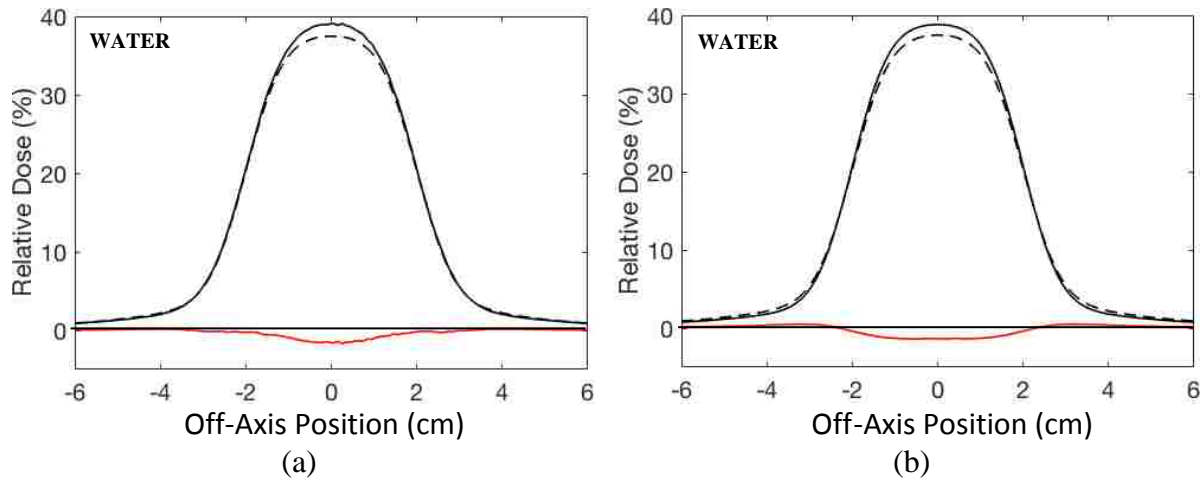 WATER
Relative Dose (%)
40
30
20
10
0
-6 -4 -2 0 2 4 6
Off-Axis Position (cm)
(a)
WATER
Relative Dose (%)
40
30
20
10
0
-6 -4 -2 0 2 4 6
Off-Axis Position (cm)
(b)